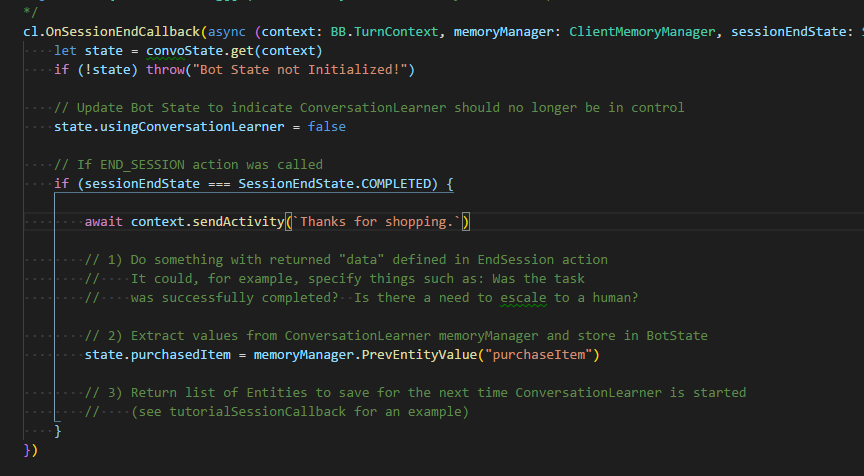 */
cl.OnSessionEndCallback(async (context: BB.TurnContext, memoryManager: ClientMemoryManager, sessionEndState:
let state = convoState.get(context)
if (!state) throw("Bot State not Initialized!")
// Update Bot State to indicate ConversationLearner should no longer be in control
state.usingConversationLearner = false
// If END_SESSION action was called
if (sessionEndState === SessionEndState.COMPLETED) {
await context.sendActivity(`Thanks for shopping.`)
// 1) Do something with returned "data" defined in EndSession action
// It could, for example, specify things such as: Was the task
// was successfully completed? Is there a need to escale to a human?
// 2) Extract values from ConversationLearner memoryManager and store in BotState
state.purchasedItem = memoryManager.PrevEntityValue("purchaseItem")
// 3) Return list of Entities to save for the next time ConversationLearner is started
// (see tutorialSessionCallback for an example)
}
})